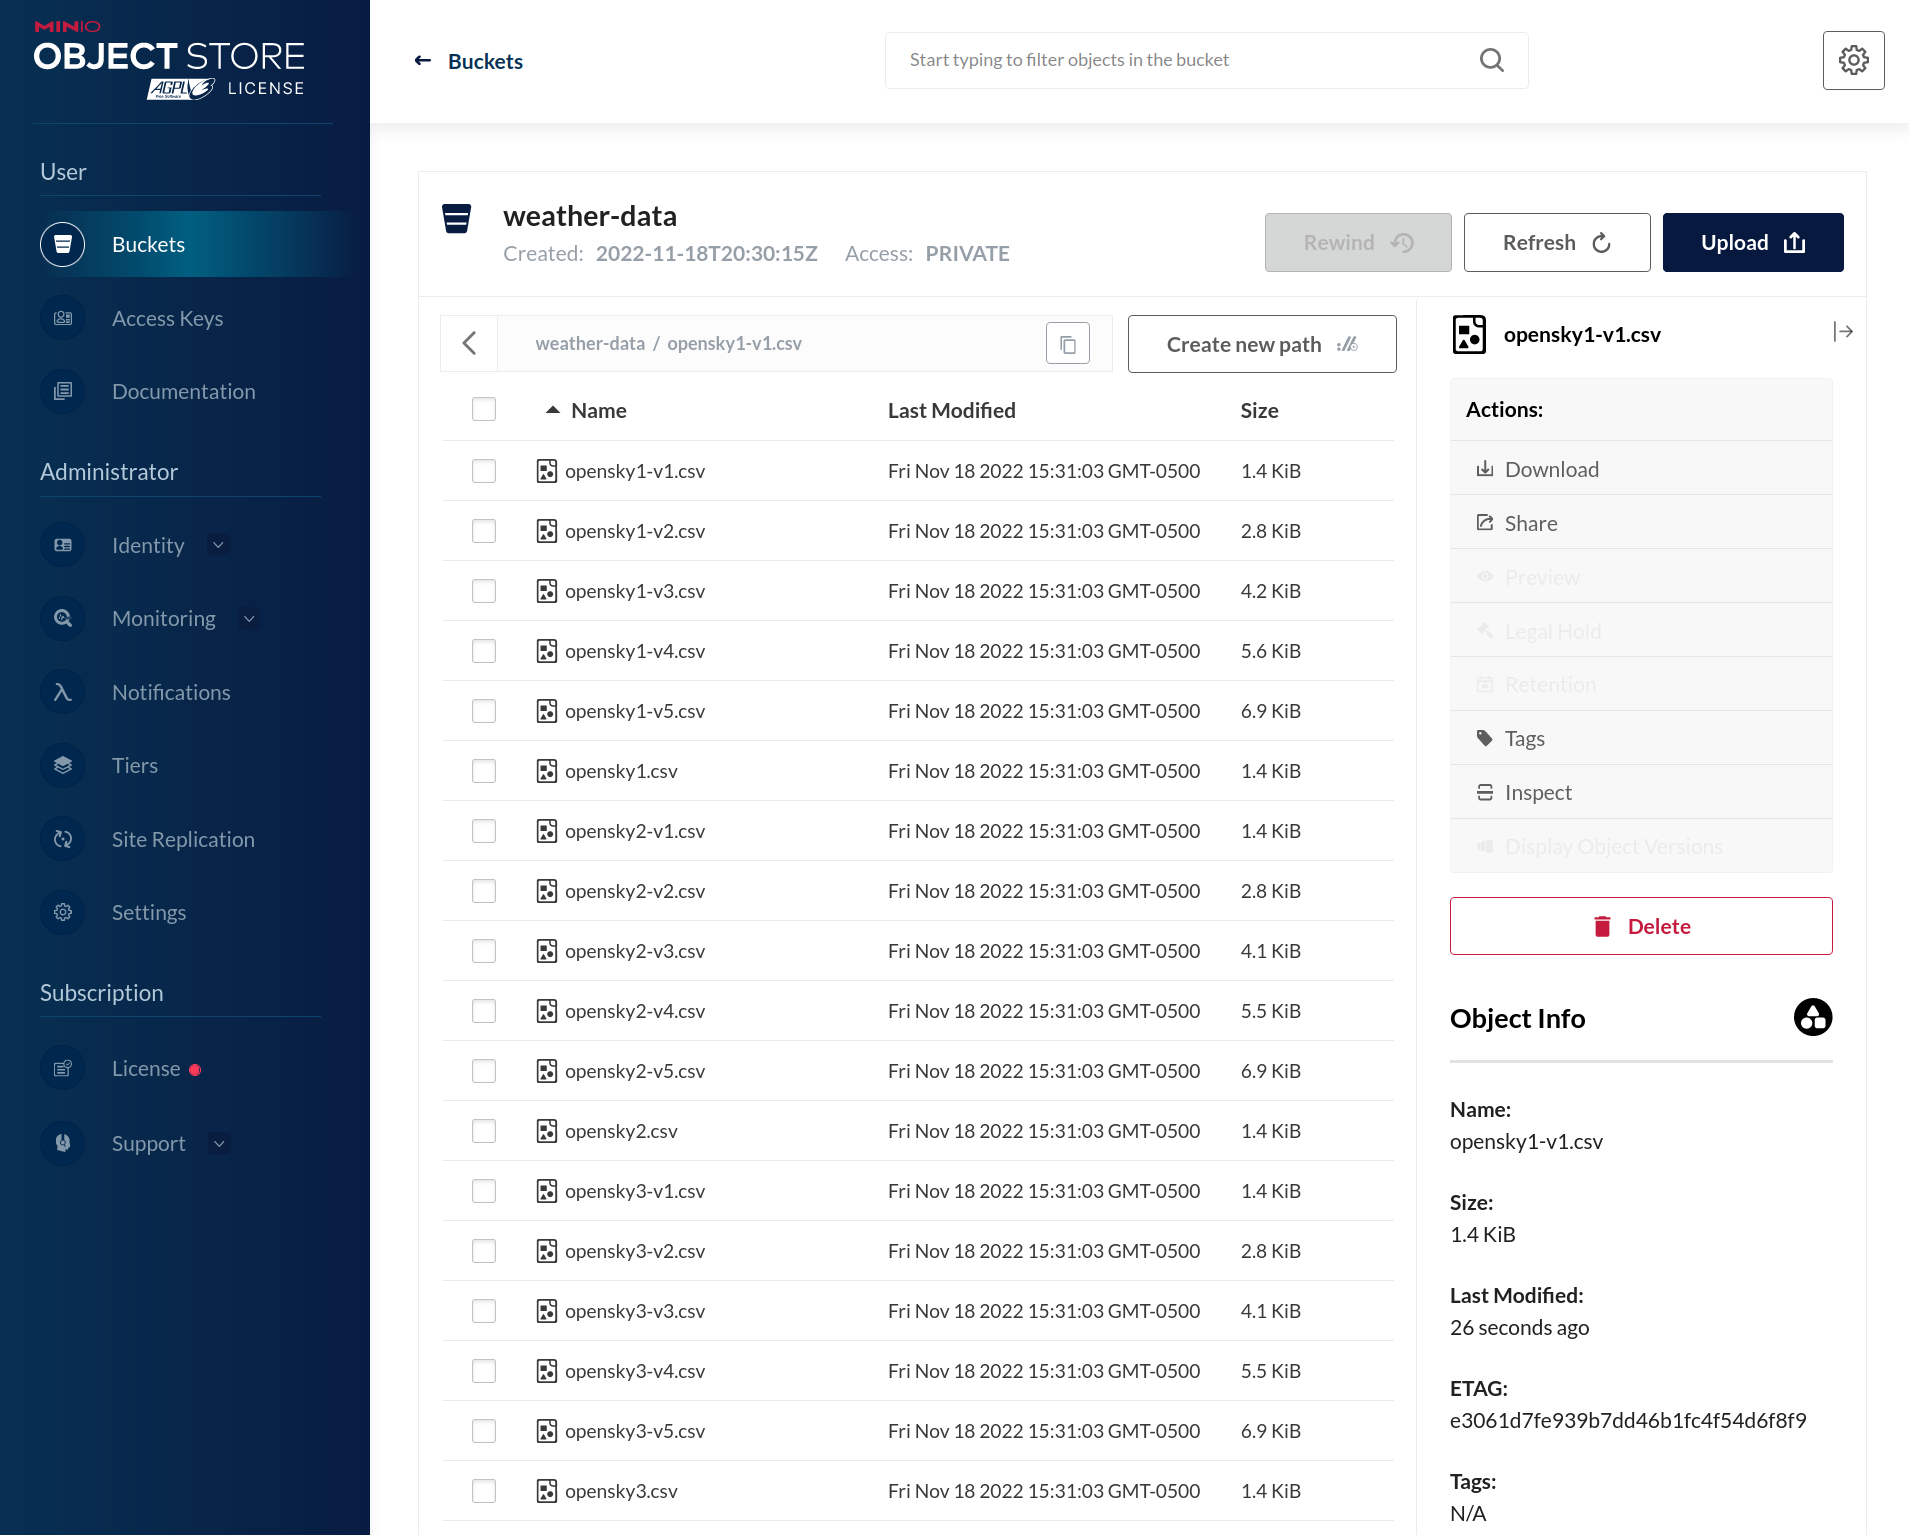 MINIO
OBJECT STORE
AGPL v3 LICENSE
Free Software
User
Buckets
Access Keys
Documentation
Administrator
Identity
Monitoring
Notifications
Tiers
Site Replication
Settings
Subscription
License
Support
Buckets
Start typing to filter objects in the bucket
weather-data
Created: 2022-11-18T20:30:15Z Access: PRIVATE
Rewind
Refresh
Upload
weather-data / opensky1-v1.csv
Create new path
Name Last Modified Size
opensky1-v1.csv Fri Nov 18 2022 15:31:03 GMT-0500 1.4 KiB
opensky1-v2.csv Fri Nov 18 2022 15:31:03 GMT-0500 2.8 KiB
opensky1-v3.csv Fri Nov 18 2022 15:31:03 GMT-0500 4.2 KiB
opensky1-v4.csv Fri Nov 18 2022 15:31:03 GMT-0500 5.6 KiB
opensky1-v5.csv Fri Nov 18 2022 15:31:03 GMT-0500 6.9 KiB
opensky1.csv Fri Nov 18 2022 15:31:03 GMT-0500 1.4 KiB
opensky2-v1.csv Fri Nov 18 2022 15:31:03 GMT-0500 1.4 KiB
opensky2-v2.csv Fri Nov 18 2022 15:31:03 GMT-0500 2.8 KiB
opensky2-v3.csv Fri Nov 18 2022 15:31:03 GMT-0500 4.1 KiB
opensky2-v4.csv Fri Nov 18 2022 15:31:03 GMT-0500 5.5 KiB
opensky2-v5.csv Fri Nov 18 2022 15:31:03 GMT-0500 6.9 KiB
opensky2.csv Fri Nov 18 2022 15:31:03 GMT-0500 1.4 KiB
opensky3-v1.csv Fri Nov 18 2022 15:31:03 GMT-0500 1.4 KiB
opensky3-v2.csv Fri Nov 18 2022 15:31:03 GMT-0500 2.8 KiB
opensky3-v3.csv Fri Nov 18 2022 15:31:03 GMT-0500 4.1 KiB
opensky3-v4.csv Fri Nov 18 2022 15:31:03 GMT-0500 5.5 KiB
opensky3-v5.csv Fri Nov 18 2022 15:31:03 GMT-0500 6.9 KiB
opensky3.csv Fri Nov 18 2022 15:31:03 GMT-0500 1.4 KiB
opensky1-v1.csv
Actions:
Download
Share
Preview
Legal Hold
Retention
Tags
Inspect
Display Object Versions
Delete
Object Info
Name:
opensky1-v1.csv
Size:
1.4 KiB
Last Modified:
26 seconds ago
ETAG:
e3061d7fe939b7dd46b1fc4f54d6f8f9
Tags:
N/A